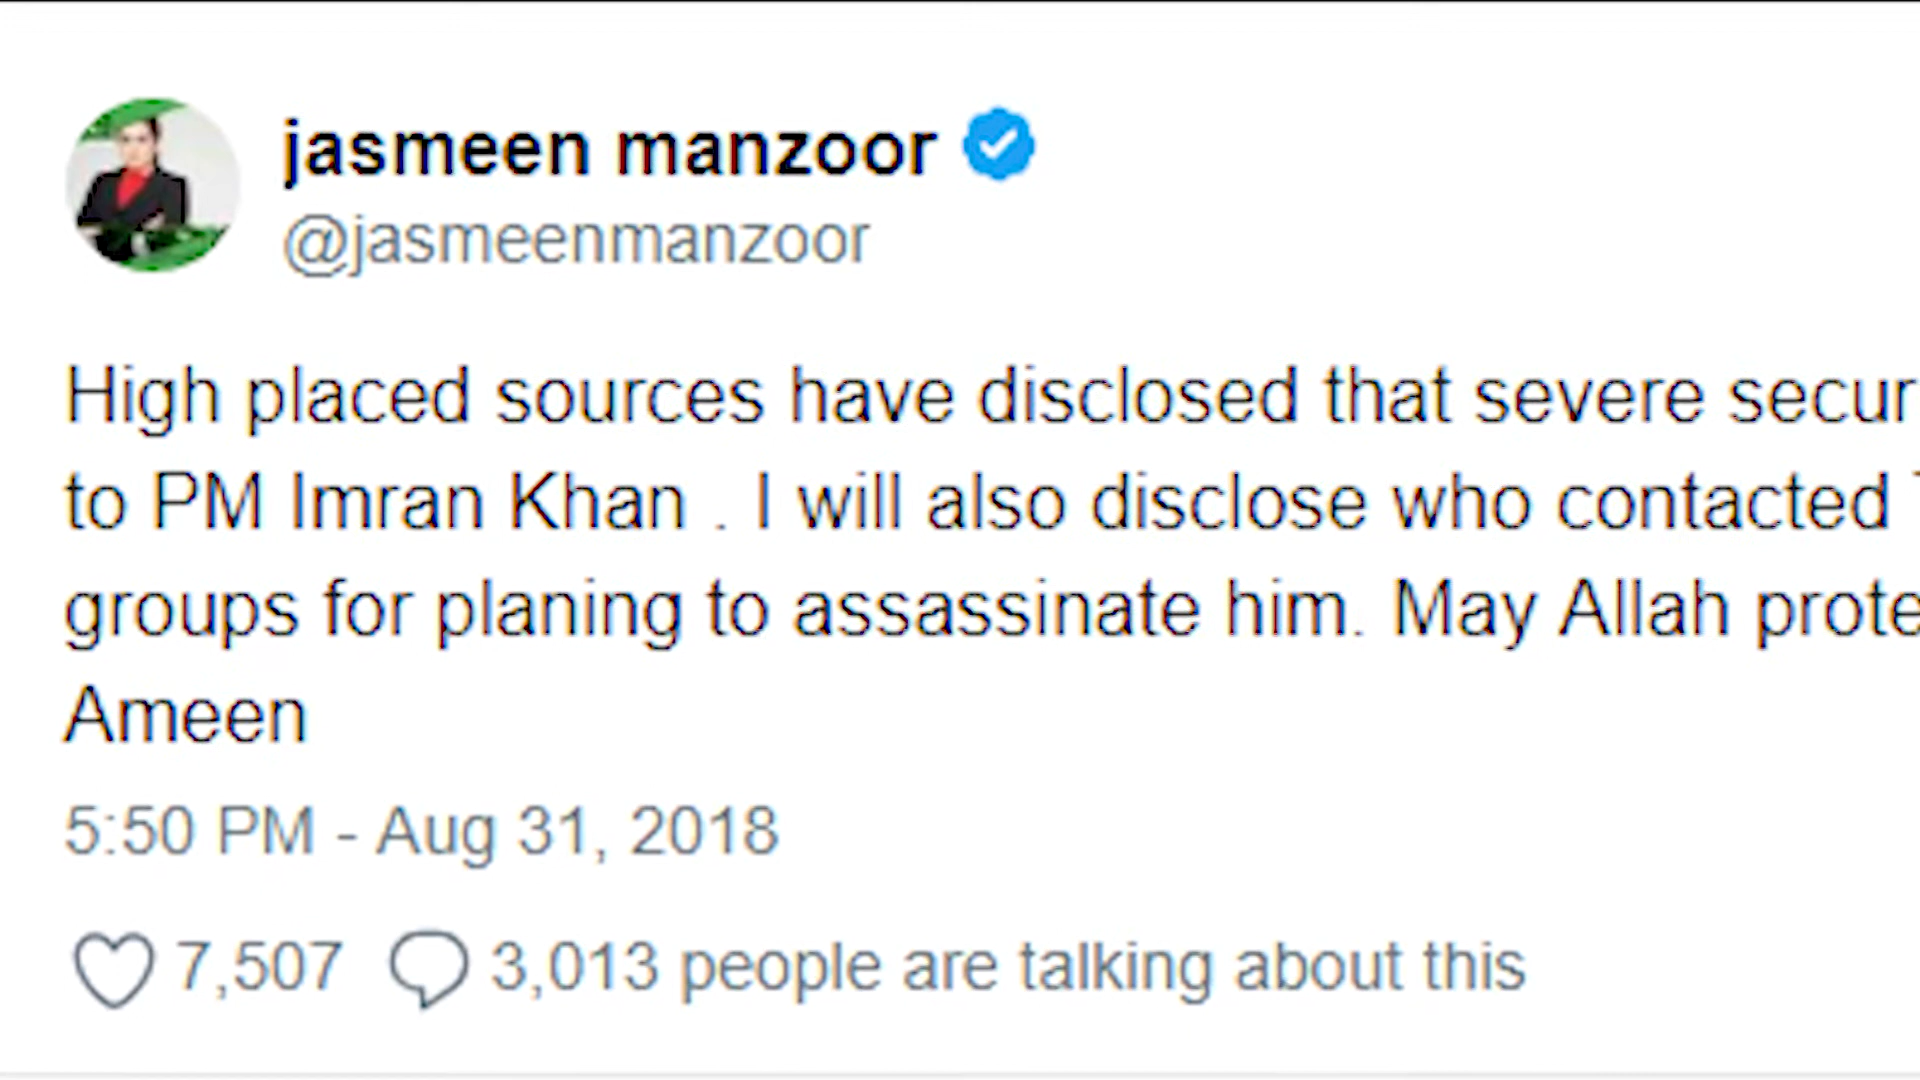 jasmeen manzoor
@jasmeenmanzoor
High placed sources have disclosed that severe secur
to PM Imran Khan . I will also disclose who contacted
groups for planing to assassinate him. May Allah prote
Ameen
5:50 PM - Aug 31, 2018
7,507 3,013 people are talking about this